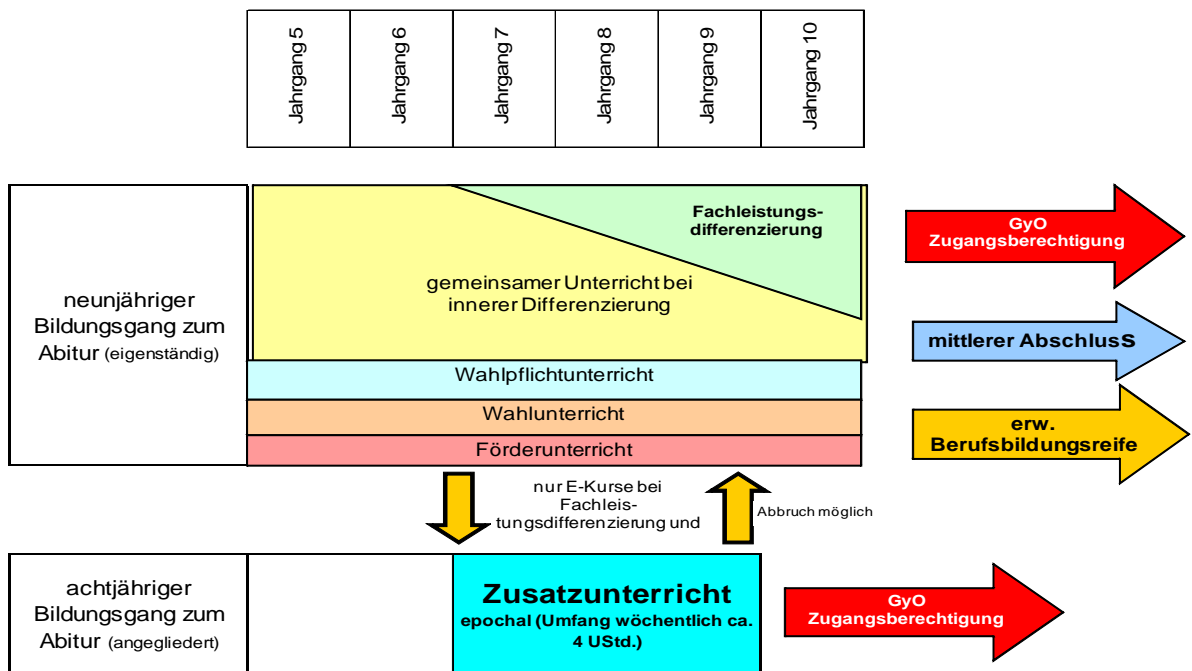 Jahrgang 5
Jahrgang 6
Jahrgang 7
Jahrgang 8
Jahrgang 9
Jahrgang 10
neunjähriger
Bildungsgang zum
Abitur (eigenständig)
Fachleistungs-
differenzierung
gemeinsamer Unterricht bei
innerer Differenzierung
Wahlpflichtunterricht
Wahlunterricht
Förderunterricht
GyO
Zugangsberechtigung
mittlerer Abschluss
erw.
Berufsbildungsreife
nur E-Kurse bei
Fachleis-
tungsdifferenzierung und
Abbruch möglich
achtjähriger
Bildungsgang zum
Abitur (angegliedert)
Zusatzunterricht
epochal (Umfang wöchentlich ca.
4 UStd.)
GyO
Zugangsberechtigung